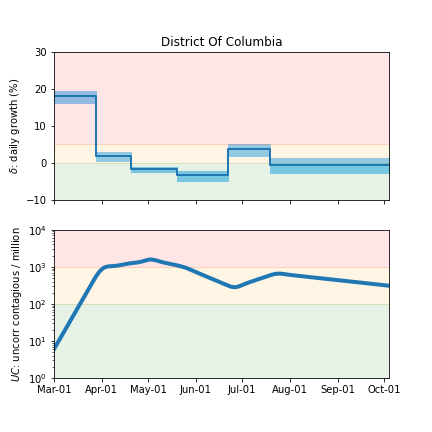 District Of Columbia
30
20
10
0
−10
δ: daily growth (%)
10⁴
10³
10²
10¹
10⁰
UC: uncorr contagious / million
Mar-01 Apr-01 May-01 Jun-01 Jul-01 Aug-01 Sep-01 Oct-01